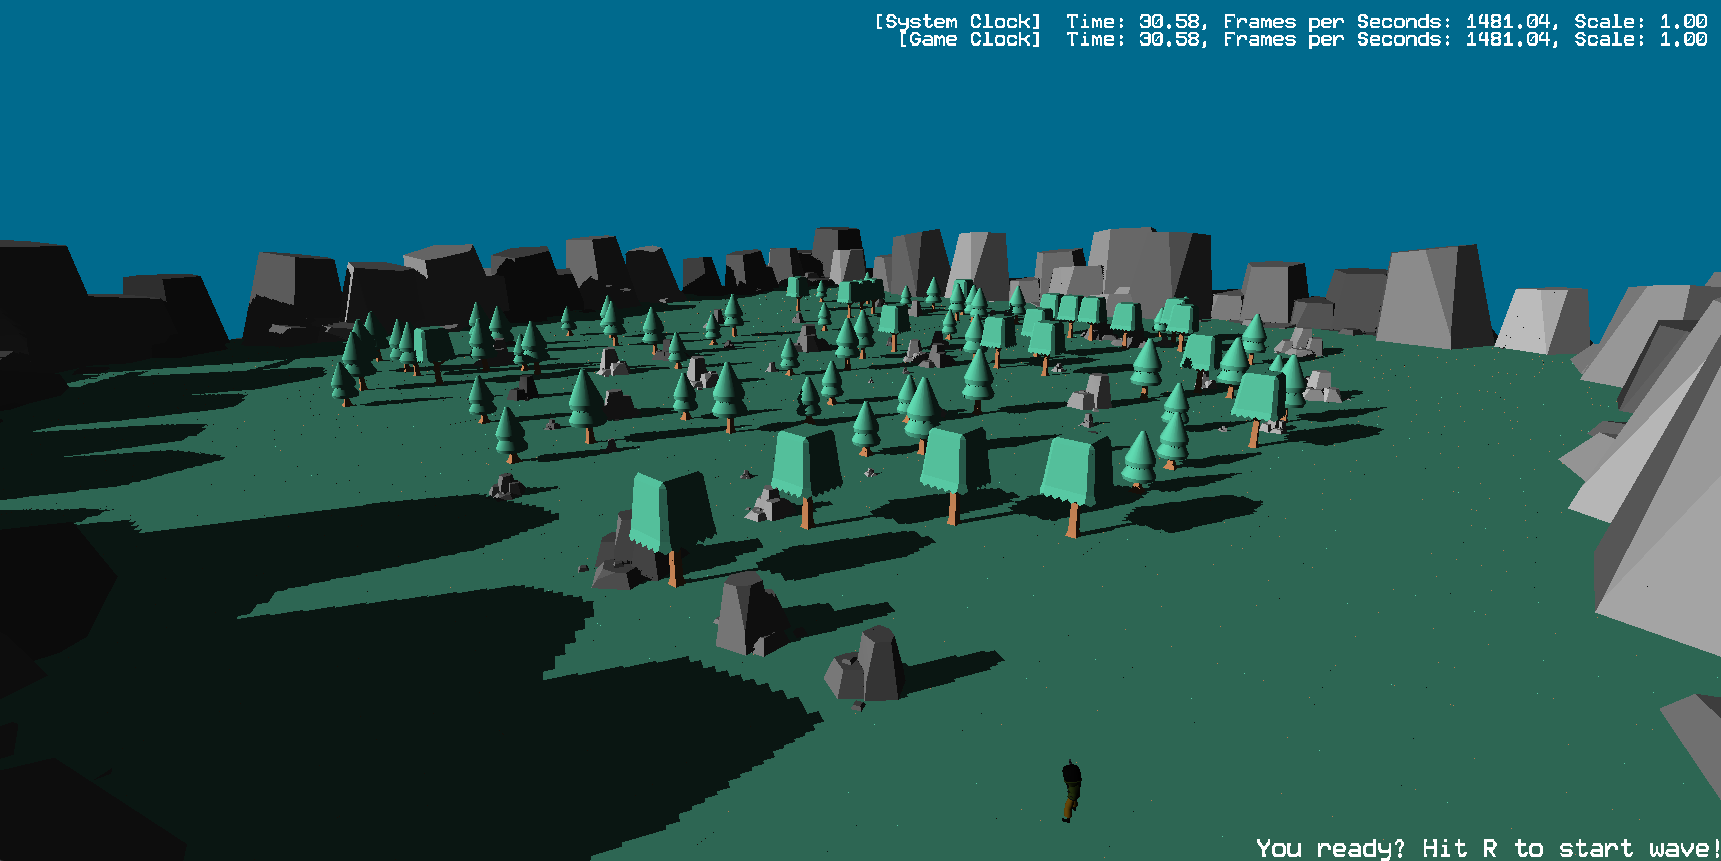 [System Clock]  Time: 30.58, Frames per Seconds: 1481.04, Scale: 1.00
[Game Clock]  Time: 30.58, Frames per Seconds: 1481.04, Scale: 1.00
You ready? Hit R to start wave!